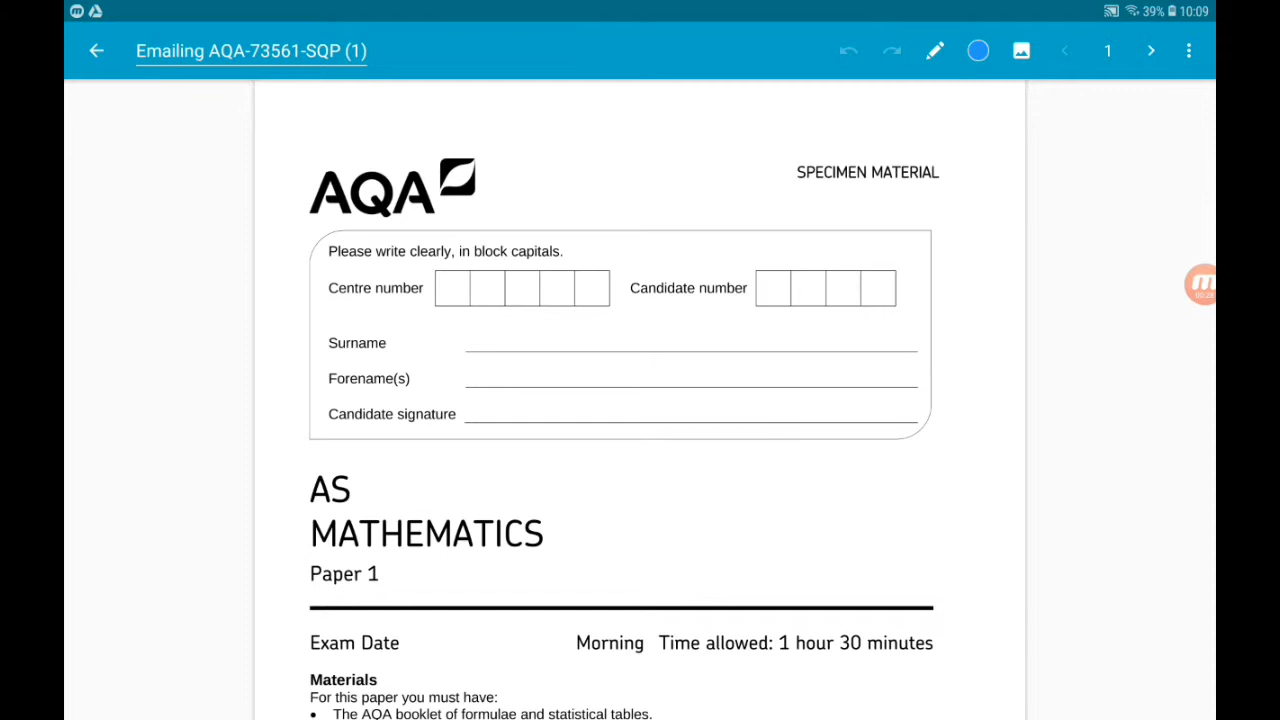 39% 10:09
Emailing AQA-73561-SQP (1)
1
AQA
SPECIMEN MATERIAL
Please write clearly, in block capitals.
Centre number
Candidate number
Surname
Forename(s)
Candidate signature
AS
MATHEMATICS
Paper 1
Exam Date Morning Time allowed: 1 hour 30 minutes
Materials
For this paper you must have:
• The AQA booklet of formulae and statistical tables.